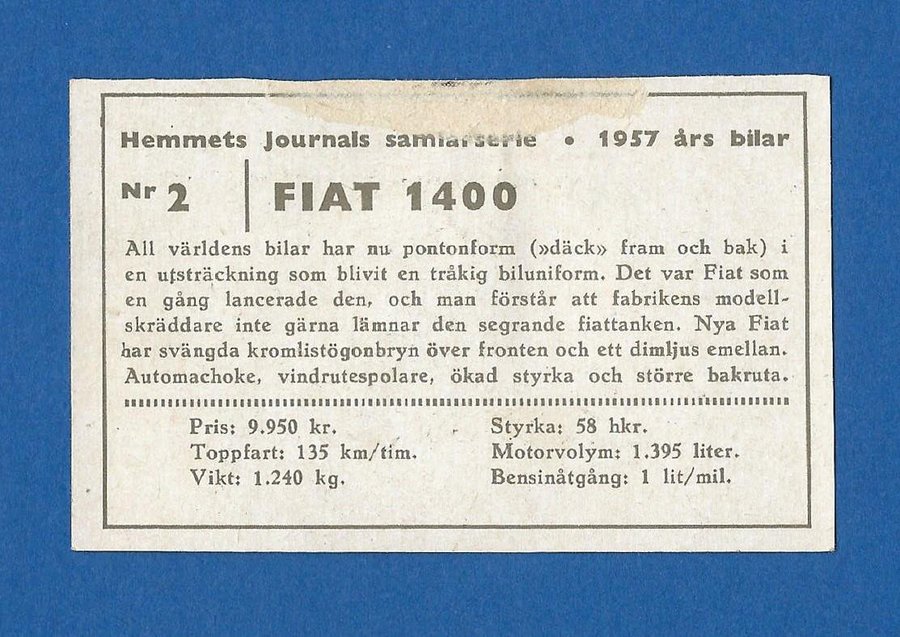 Hemmets Journals samlarserie • 1957 års bilar
Nr 2 FIAT 1400
All världens bilar har nu pontonform (»däck» fram och bak) i
en utsträckning som blivit en tråkig biluniform. Det var Fiat som
en gång lancerade den, och man förstår att fabrikens modell-
skräddare inte gärna lämnar den segrande fiattanken. Nya Fiat
har svängda kromlistögonbryn över fronten och ett dimljus emellan.
Automachoke, vindrutespolare, ökad styrka och större bakruta.
Pris: 9.950 kr.
Toppfart: 135 km/tim.
Vikt: 1.240 kg.
Styrka: 58 hkr.
Motorvolym: 1.395 liter.
Bensinåtgång: 1 lit/mil.